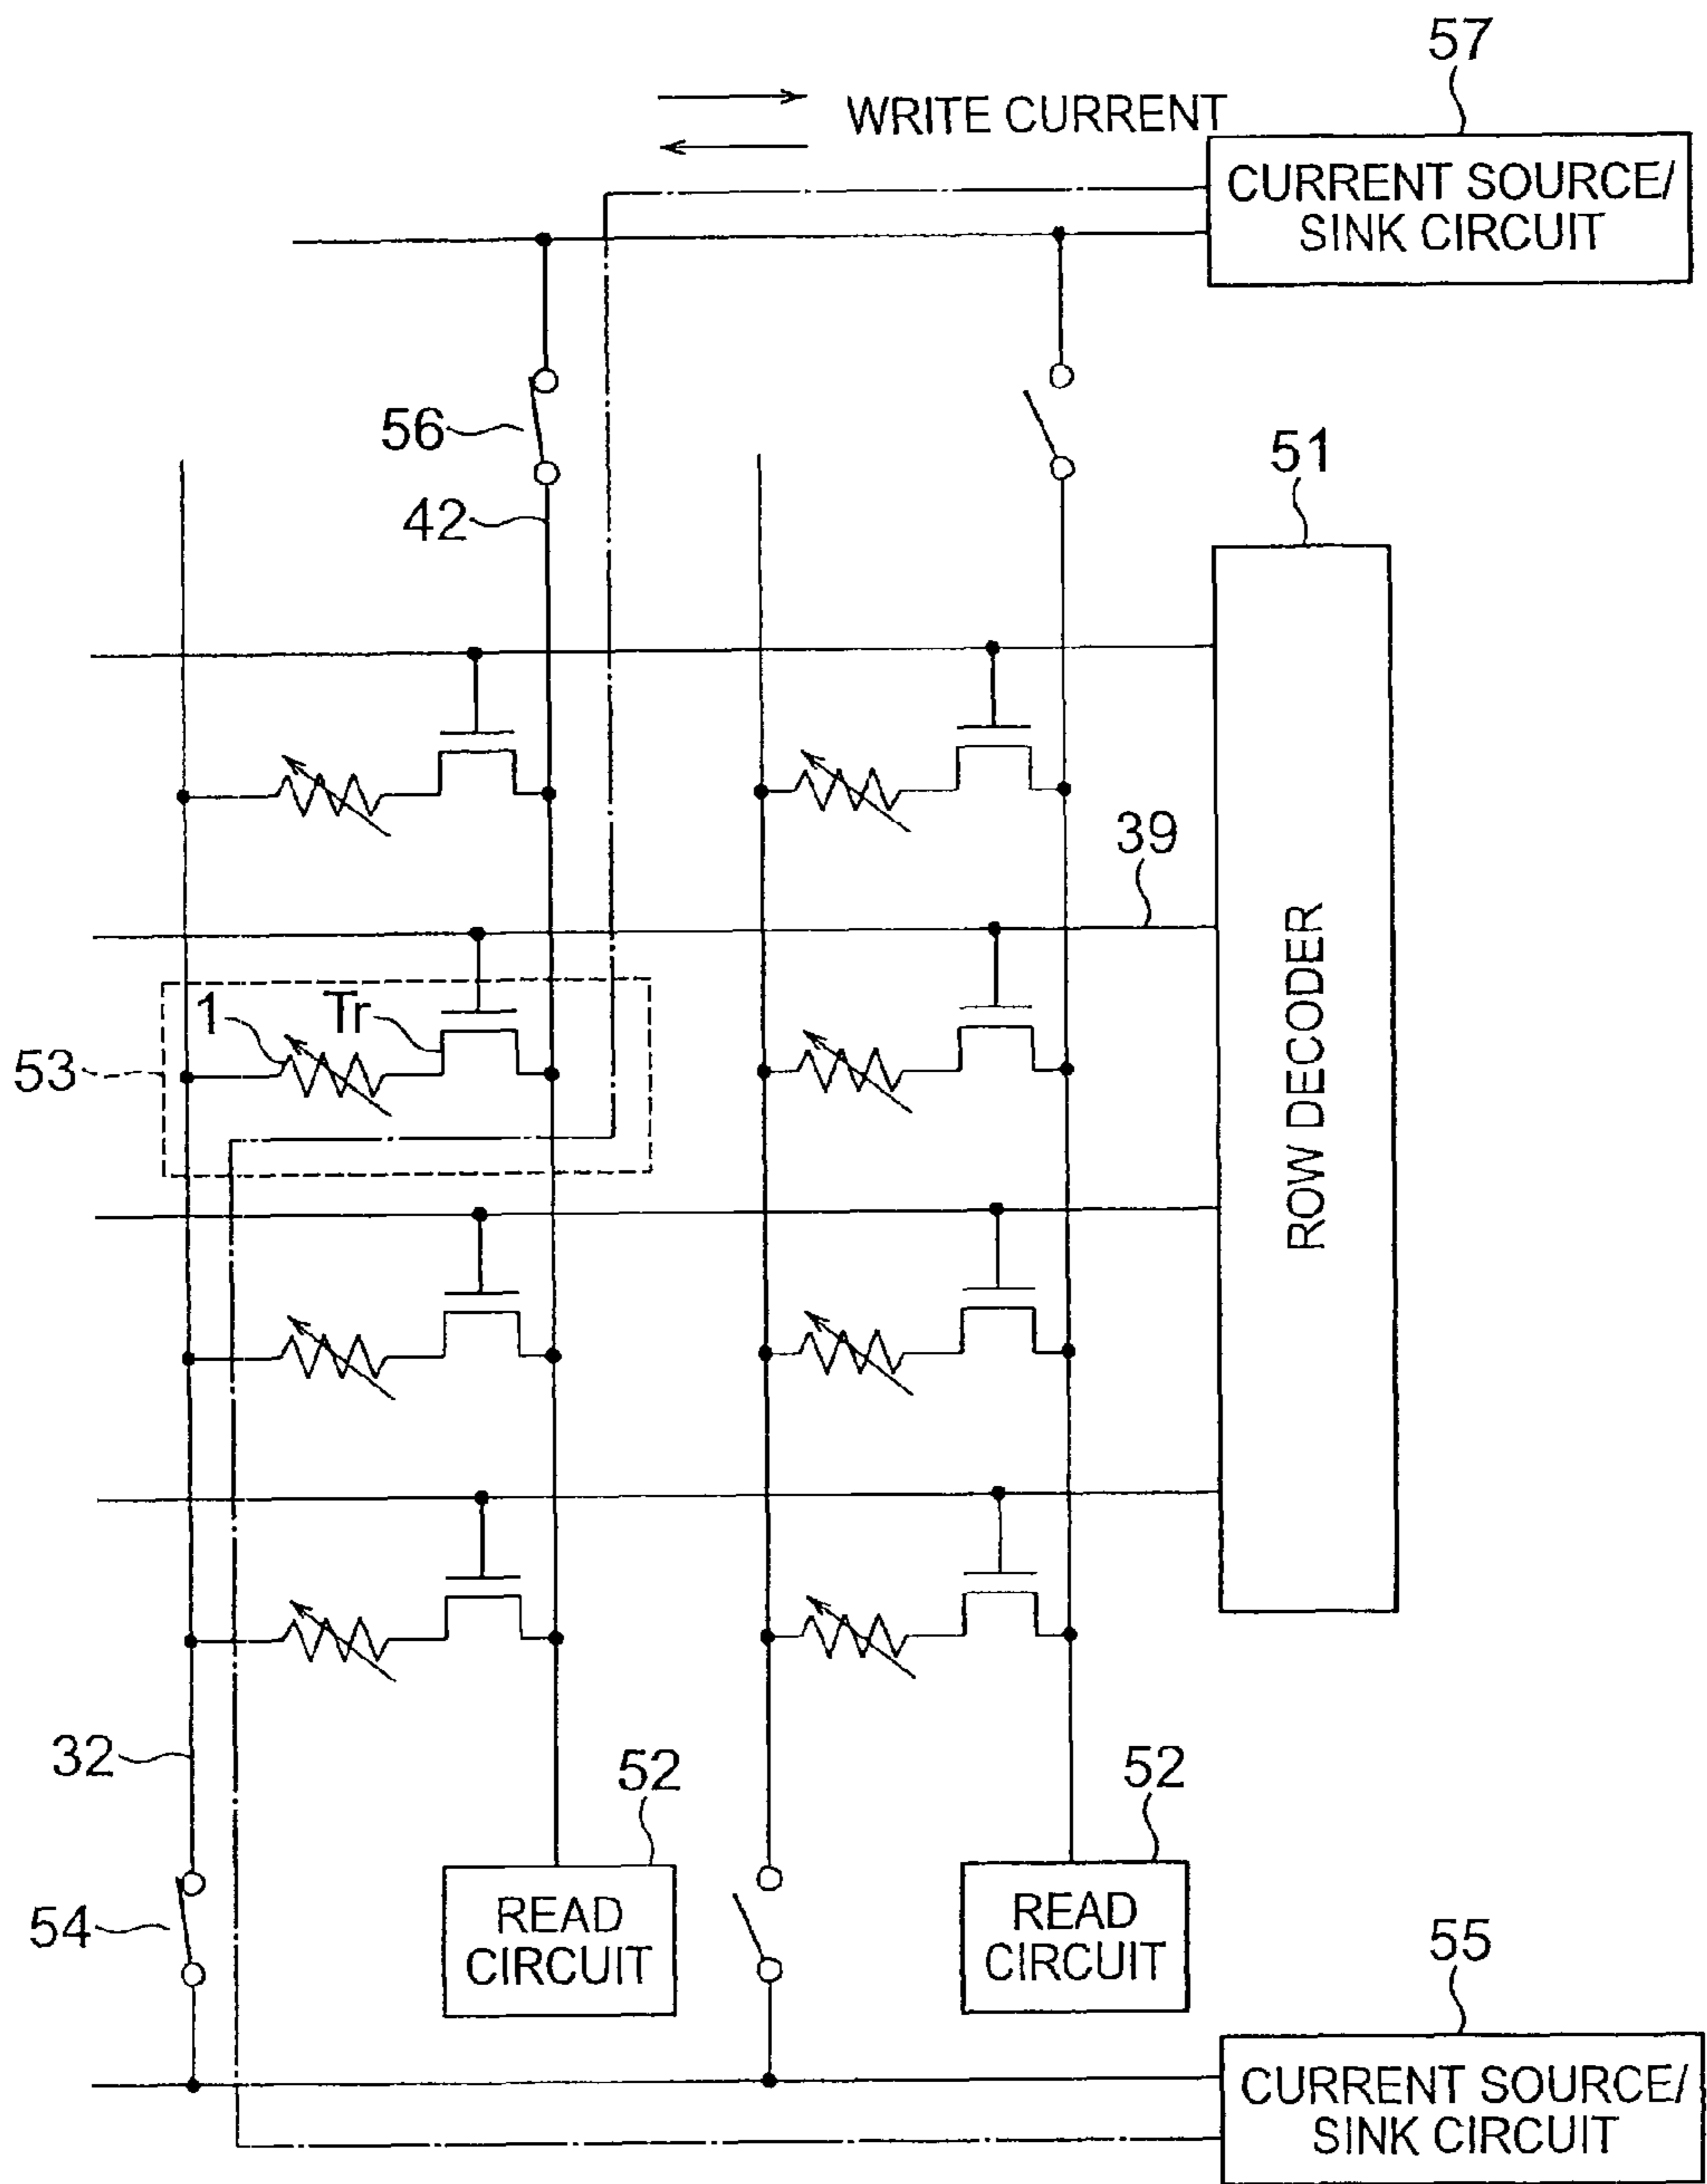 57
WRITE CURRENT
CURRENT SOURCE/
SINK CIRCUIT
56
51
42
39
ROW DECODER
1
Tr
53
32
52
52
READ
CIRCUIT
READ
CIRCUIT
54
55
CURRENT SOURCE/
SINK CIRCUIT